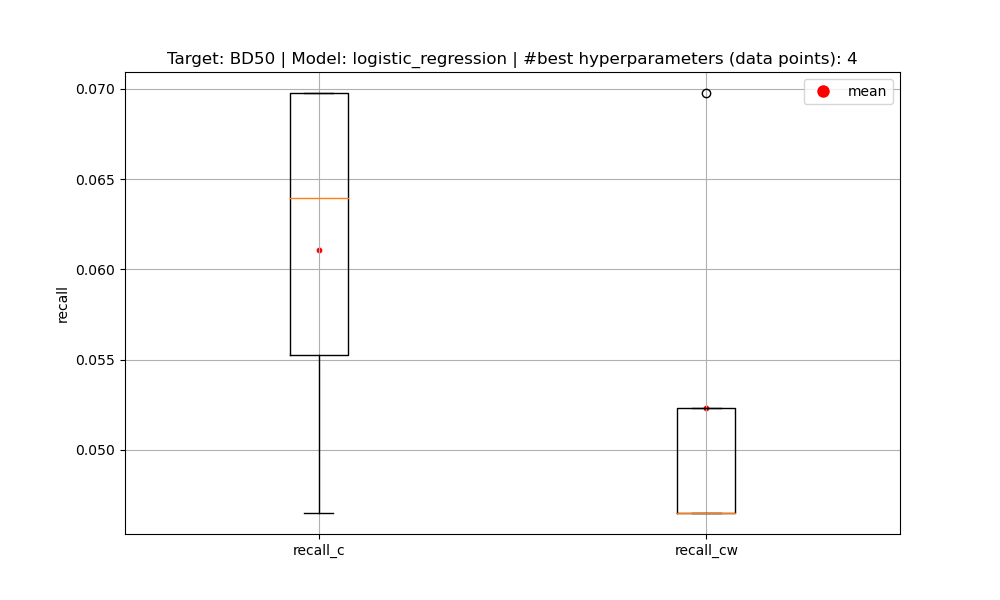 Target: BD50 | Model: logistic_regression | #best hyperparameters (data points): 4
mean
0.070
0.065
0.060
0.055
0.050
recall
recall_c
recall_cw